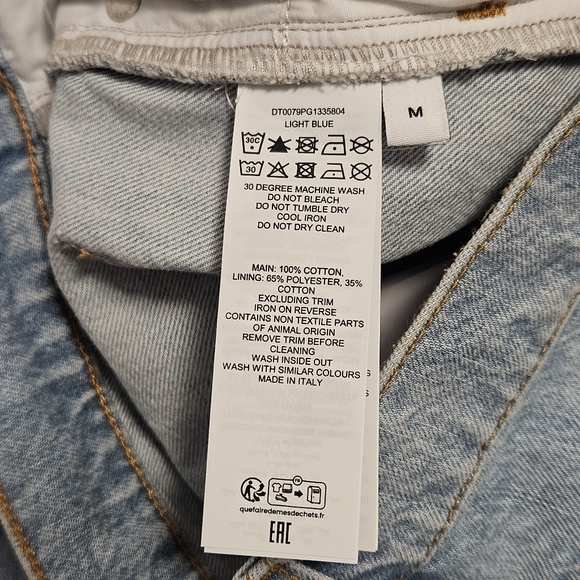 DT0079PG1335804
LIGHT BLUE
M
30C
30
30 DEGREE MACHINE WASH
DO NOT BLEACH
DO NOT TUMBLE DRY
COOL IRON
DO NOT DRY CLEAN
MAIN: 100% COTTON,
LINING: 65% POLYESTER, 35%
COTTON
EXCLUDING TRIM
IRON ON REVERSE
CONTAINS NON TEXTILE PARTS
OF ANIMAL ORIGIN
REMOVE TRIM BEFORE
CLEANING
WASH INSIDE OUT
WASH WITH SIMILAR COLOURS
MADE IN ITALY
FR
quefairedemesdechets.fr
EAC